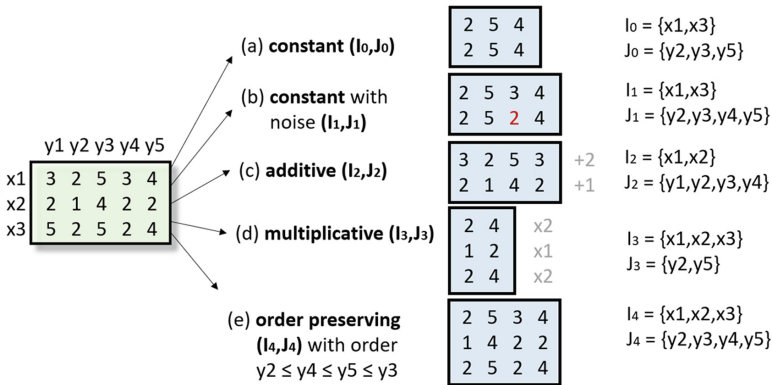 y1 y2 y3 y4 y5
x1 3 2 5 3 4
x2 2 1 4 2 2
x3 5 2 5 2 4
(a) constant (I0,J0)
2 5 4
2 5 4
I0 = {x1,x3}
J0 = {y2,y3,y5}
(b) constant with
noise (I1,J1)
2 5 3 4
2 5 2 4
I1 = {x1,x3}
J1 = {y2,y3,y4,y5}
(c) additive (I2,J2)
3 2 5 3 +2
2 1 4 2 +1
I2 = {x1,x2}
J2 = {y1,y2,y3,y4}
(d) multiplicative (I3,J3)
2 4 x2
1 2 x1
2 4 x2
I3 = {x1,x2,x3}
J3 = {y2,y5}
(e) order preserving
(I4,J4) with order
y2 ≤ y4 ≤ y5 ≤ y3
2 5 3 4
1 4 2 2
2 5 2 4
I4 = {x1,x2,x3}
J4 = {y2,y3,y4,y5}